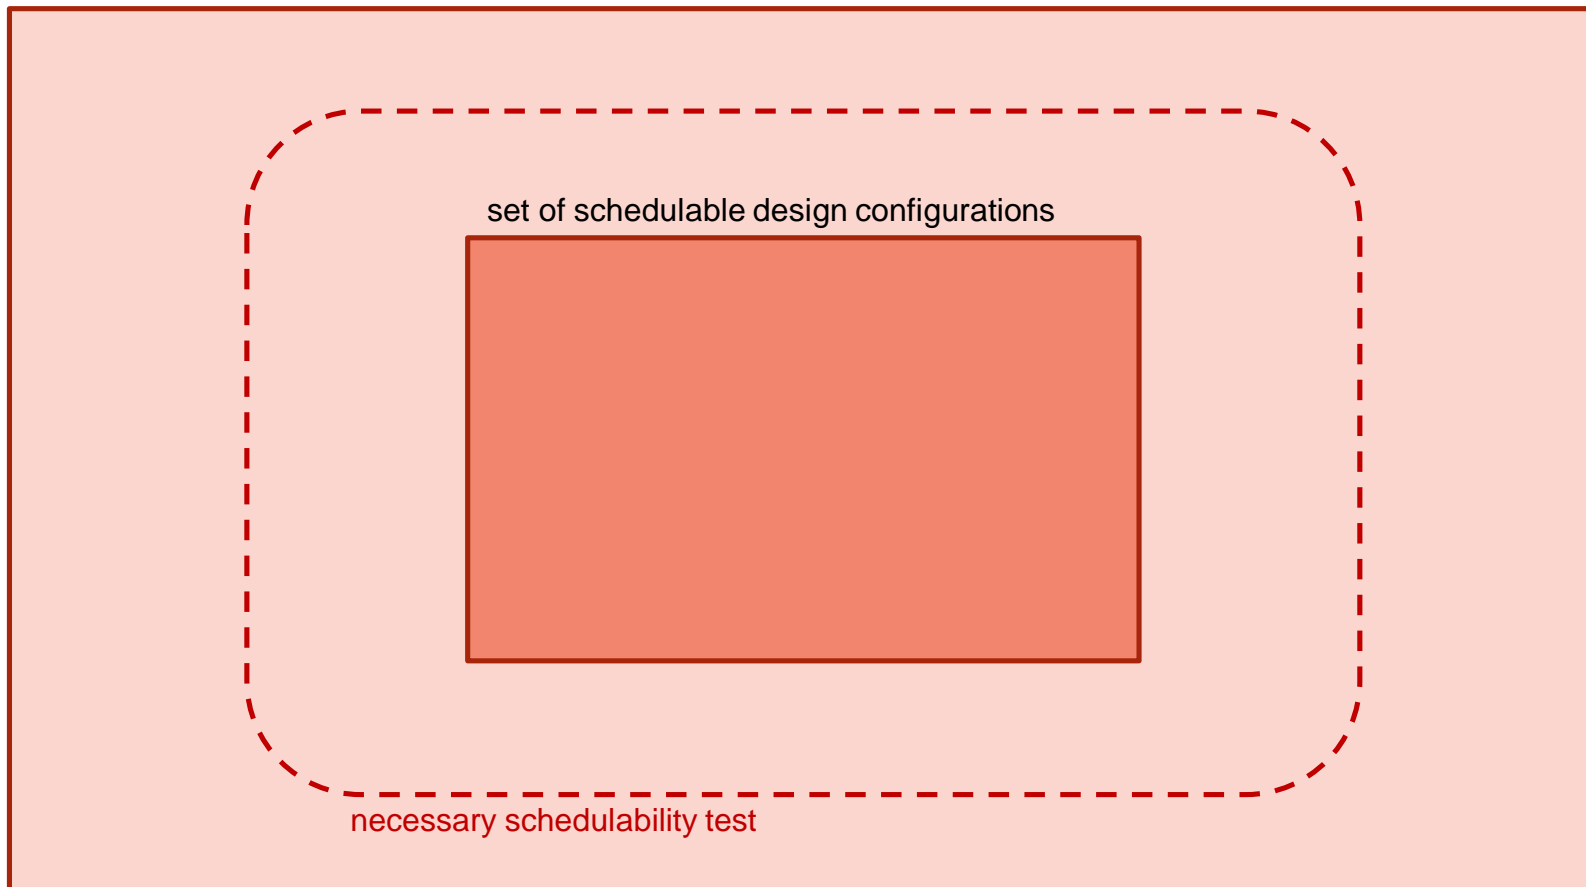 set of schedulable design configurations
necessary schedulability test